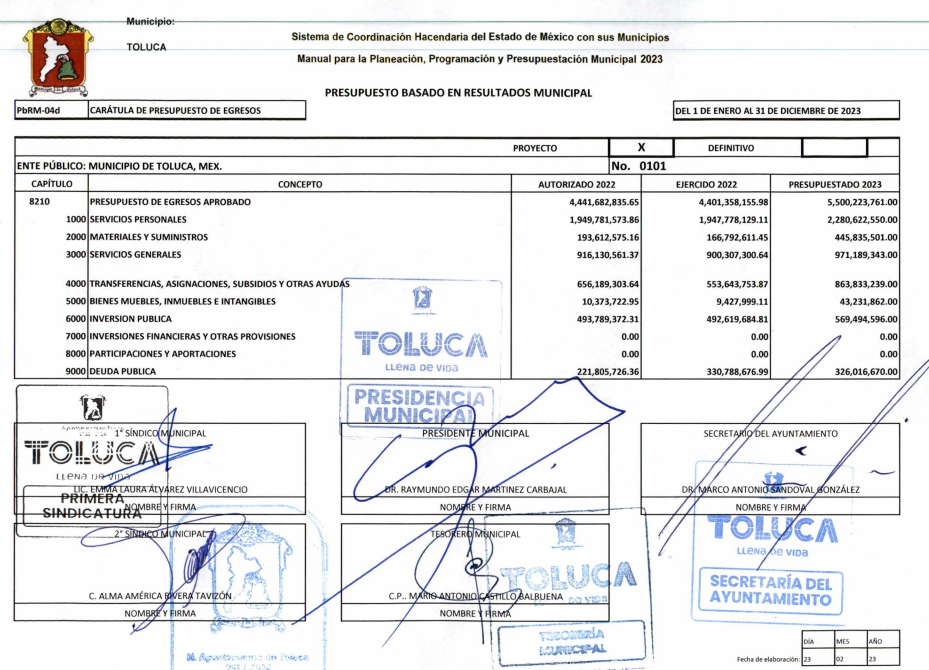 Municipio:
TOLUCA
Sistema de Coordinación Hacendaria del Estado de México con sus Municipios
Manual para la Planeación, Programación y Presupuestación Municipal 2023
PRESUPUESTO BASADO EN RESULTADOS MUNICIPAL
PbRM-04d CARÁTULA DE PRESUPUESTO DE EGRESOS DEL 1 DE ENERO AL 31 DE DICIEMBRE DE 2023
PROYECTO X DEFINITIVO
ENTE PÚBLICO: MUNICIPIO DE TOLUCA, MEX. No. 0101
CAPÍTULO CONCEPTO AUTORIZADO 2022 EJERCIDO 2022 PRESUPUESTADO 2023
8210 PRESUPUESTO DE EGRESOS APROBADO 4,441,682,835.65 4,401,358,155.98 5,500,223,761.00
1000 SERVICIOS PERSONALES 1,949,781,573.86 1,947,778,129.11 2,280,622,550.00
2000 MATERIALES Y SUMINISTROS 193,612,575.16 166,792,611.45 445,835,501.00
3000 SERVICIOS GENERALES 916,130,561.37 900,307,300.64 971,189,343.00
4000 TRANSFERENCIAS, ASIGNACIONES, SUBSIDIOS Y OTRAS AYUDAS 656,189,303.64 553,643,753.87 863,833,239.00
5000 BIENES MUEBLES, INMUEBLES E INTANGIBLES 10,373,722.95 9,427,999.11 43,231,862.00
6000 INVERSION PUBLICA 493,789,372.31 492,619,684.81 569,494,596.00
7000 INVERSIONES FINANCIERAS Y OTRAS PROVISIONES 0.00 0.00 0.00
8000 PARTICIPACIONES Y APORTACIONES 0.00 0.00 0.00
9000 DEUDA PUBLICA 221,805,726.36 330,788,676.99 326,016,670.00
TOLUCA
LLENA DE VIDA
PRESIDENCIA
MUNICIPAL
1° SÍNDICO MUNICIPAL PRESIDENTE MUNICIPAL SECRETARIO DEL AYUNTAMIENTO
TOLUCA
LLENA DE VIDA
PRIMERA
SINDICATURA
LIC. EMMA LAURA ÁLVAREZ VILLAVICENCIO DR. RAYMUNDO EDGAR MARTINEZ CARBAJAL DR. MARCO ANTONIO SANDOVAL GONZÁLEZ
NOMBRE Y FIRMA NOMBRE Y FIRMA NOMBRE Y FIRMA
2° SÍNDICO MUNICIPAL TESORERO MUNICIPAL
TOLUCA
LLENA DE VIDA
SECRETARÍA DEL
AYUNTAMIENTO
TOLUCA
DE VIDA
C. ALMA AMÉRICA RIVERA TAVIZÓN C.P.. MARIO ANTONIO CASTILLO BALBUENA
NOMBRE Y FIRMA NOMBRE Y FIRMA
TESORERÍA
MUNICIPAL
H. Ayuntamiento de Toluca
DÍA MES AÑO
Fecha de elaboración: 23 02 23